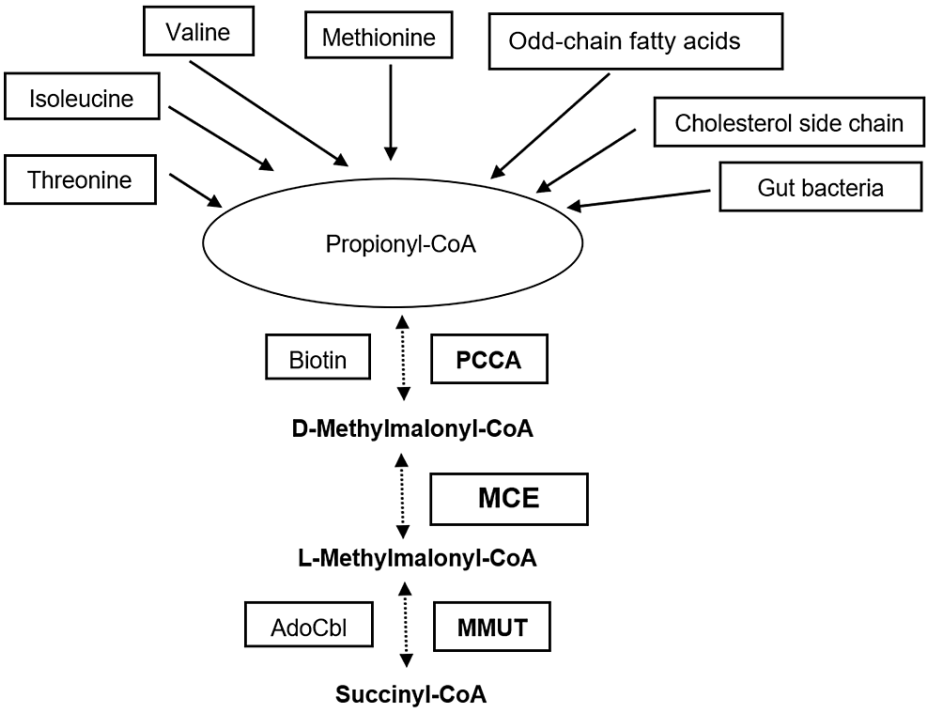 Valine
Methionine
Odd-chain fatty acids
Isoleucine
Cholesterol side chain
Threonine
Gut bacteria
Propionyl-CoA
Biotin
PCCA
D-Methylmalonyl-CoA
MCE
L-Methylmalonyl-CoA
AdoCbl
MMUT
Succinyl-CoA